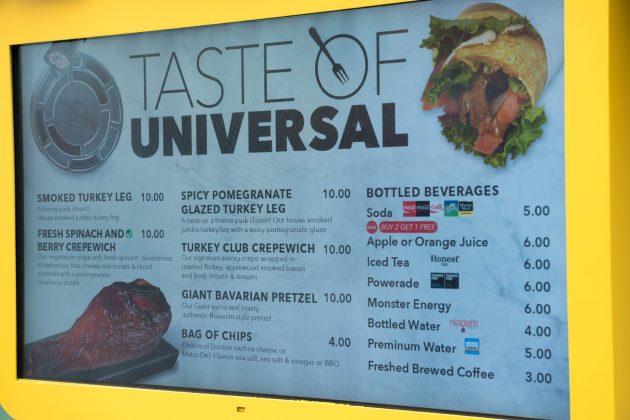 TASTE OF
UNIVERSAL
SMOKED TURKEY LEG 10.00
A theme park classic!
House smoked jumbo turkey leg
FRESH SPINACH AND
BERRY CREPEWICH 10.00
Our vegetarian crepe with fresh spinach, blueberries
strawberries, feta cheese, red onions & sliced
almonds with a pomegranate
blueberry drizzle
SPICY POMEGRANATE
GLAZED TURKEY LEG 10.00
A twist on a theme park classic! Our house smoked
jumbo turkey leg with a spicy pomegranate glaze
TURKEY CLUB CREPEWICH 10.00
Our signature savory crepe wrapped in
roasted Turkey, applewood smoked bacon
and fresh lettuce & tomato
GIANT BAVARIAN PRETZEL 10.00
Our Giant warm and toasty
authentic Bavarian style pretzel
BAG OF CHIPS 4.00
Choice of Doritos nachos cheese or
Metro Deli Flavors sea salt, sea salt & vinegar or BBQ
BOTTLED BEVERAGES
Soda 5.00
BUY 2 GET 1 FREE
Apple or Orange Juice 6.00
Iced Tea Honest 6.00
Powerade 6.00
Monster Energy 6.00
Bottled Water niagara 4.00
Preminum Water 5.00
Freshed Brewed Coffee 3.00